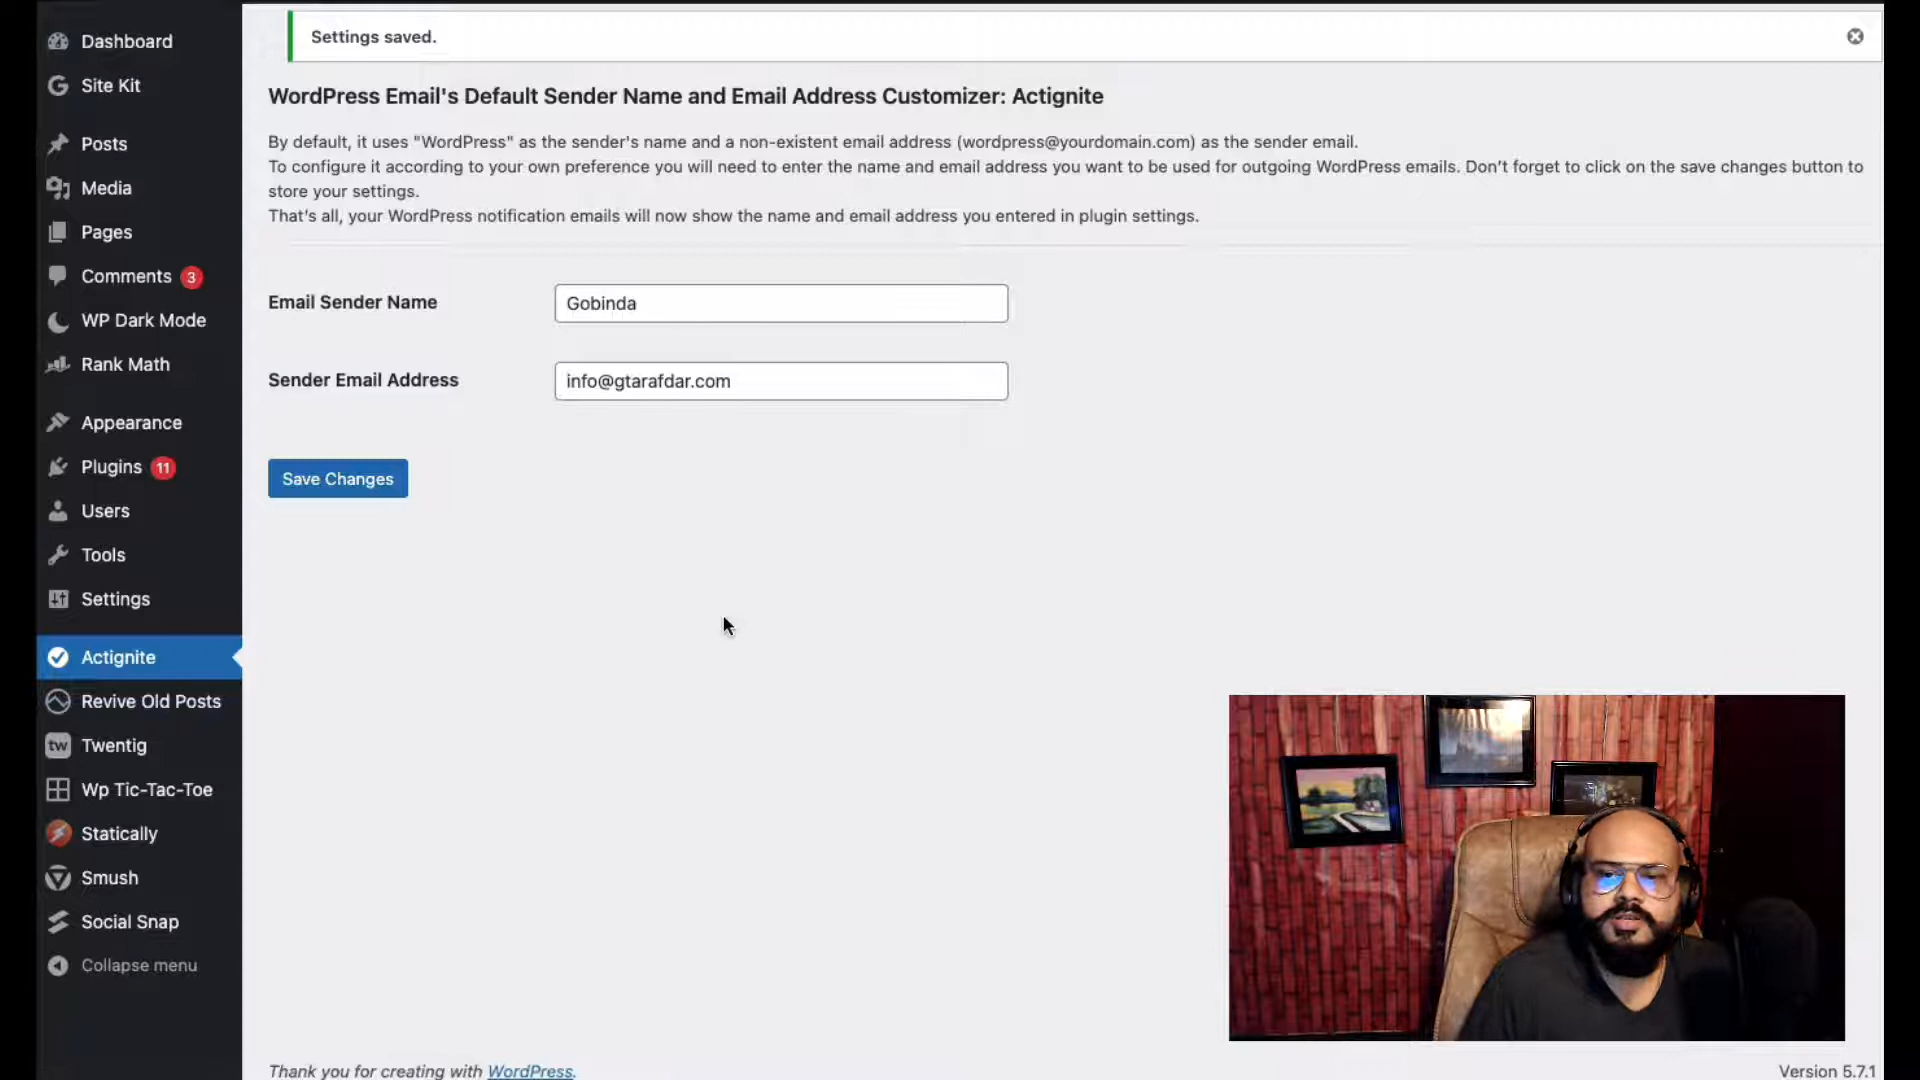 Dashboard
Site Kit
Posts
Media
Pages
Comments 3
WP Dark Mode
Rank Math
Appearance
Plugins 11
Users
Tools
Settings
Actignite
Revive Old Posts
tw Twentig
Wp Tic-Tac-Toe
Statically
Smush
Social Snap
Collapse menu
Settings saved.
WordPress Email's Default Sender Name and Email Address Customizer: Actignite
By default, it uses "WordPress" as the sender's name and a non-existent email address (wordpress@yourdomain.com) as the sender email.
To configure it according to your own preference you will need to enter the name and email address you want to be used for outgoing WordPress emails. Don't forget to click on the save changes button to
store your settings.
That's all, your WordPress notification emails will now show the name and email address you entered in plugin settings.
Email Sender Name Gobinda
Sender Email Address info@gtarafdar.com
Save Changes
Thank you for creating with WordPress.
Version 5.7.1